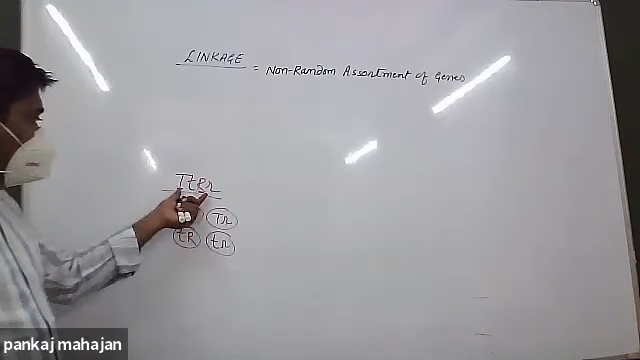 LINKAGE = Non-Random Assortment of Genes
TtRr
Tr
tR tr
pankaj mahajan